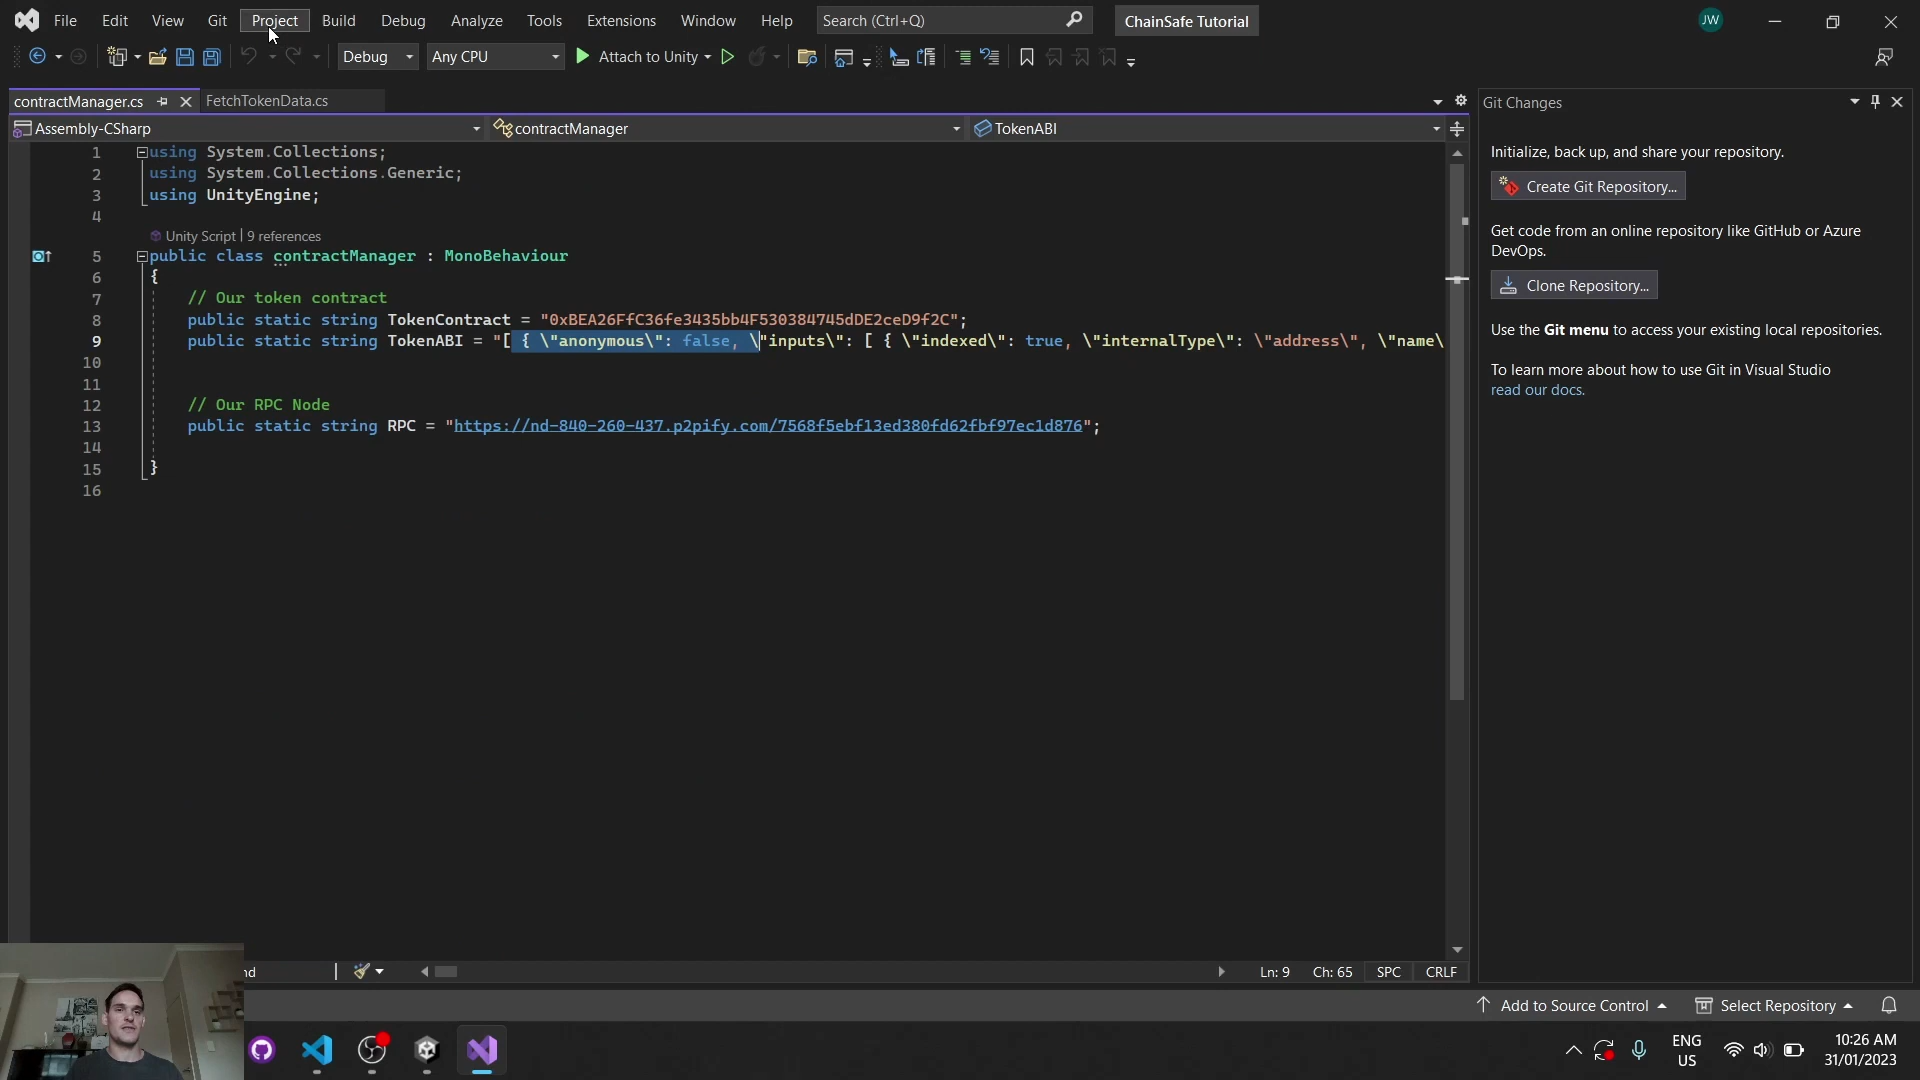 File Edit View Git Project Build Debug Analyze Tools Extensions Window Help Search (Ctrl+Q) ChainSafe Tutorial JW
Debug Any CPU Attach to Unity
contractManager.cs FetchTokenData.cs
Assembly-CSharp contractManager TokenABI
1 using System.Collections;
2 using System.Collections.Generic;
3 using UnityEngine;
4
Unity Script | 9 references
5 public class contractManager : MonoBehaviour
6 {
7 // Our token contract
8 public static string TokenContract = "0xBEA26FfC36fe3435bb4F530384745dDE2ceD9f2C";
9 public static string TokenABI = "[ { \"anonymous\": false, \"inputs\": [ { \"indexed\": true, \"internalType\": \"address\", \"name\
10
11
12 // Our RPC Node
13 public static string RPC = "https://nd-840-260-437.p2pify.com/7568f5ebf13ed380fd62fbf97ec1d876";
14
15 }
16
nd Ln: 9 Ch: 65 SPC CRLF
Git Changes
Initialize, back up, and share your repository.
Create Git Repository...
Get code from an online repository like GitHub or Azure
DevOps.
Clone Repository...
Use the Git menu to access your existing local repositories.
To learn more about how to use Git in Visual Studio
read our docs.
Add to Source Control Select Repository
ENG
US
10:26 AM
31/01/2023